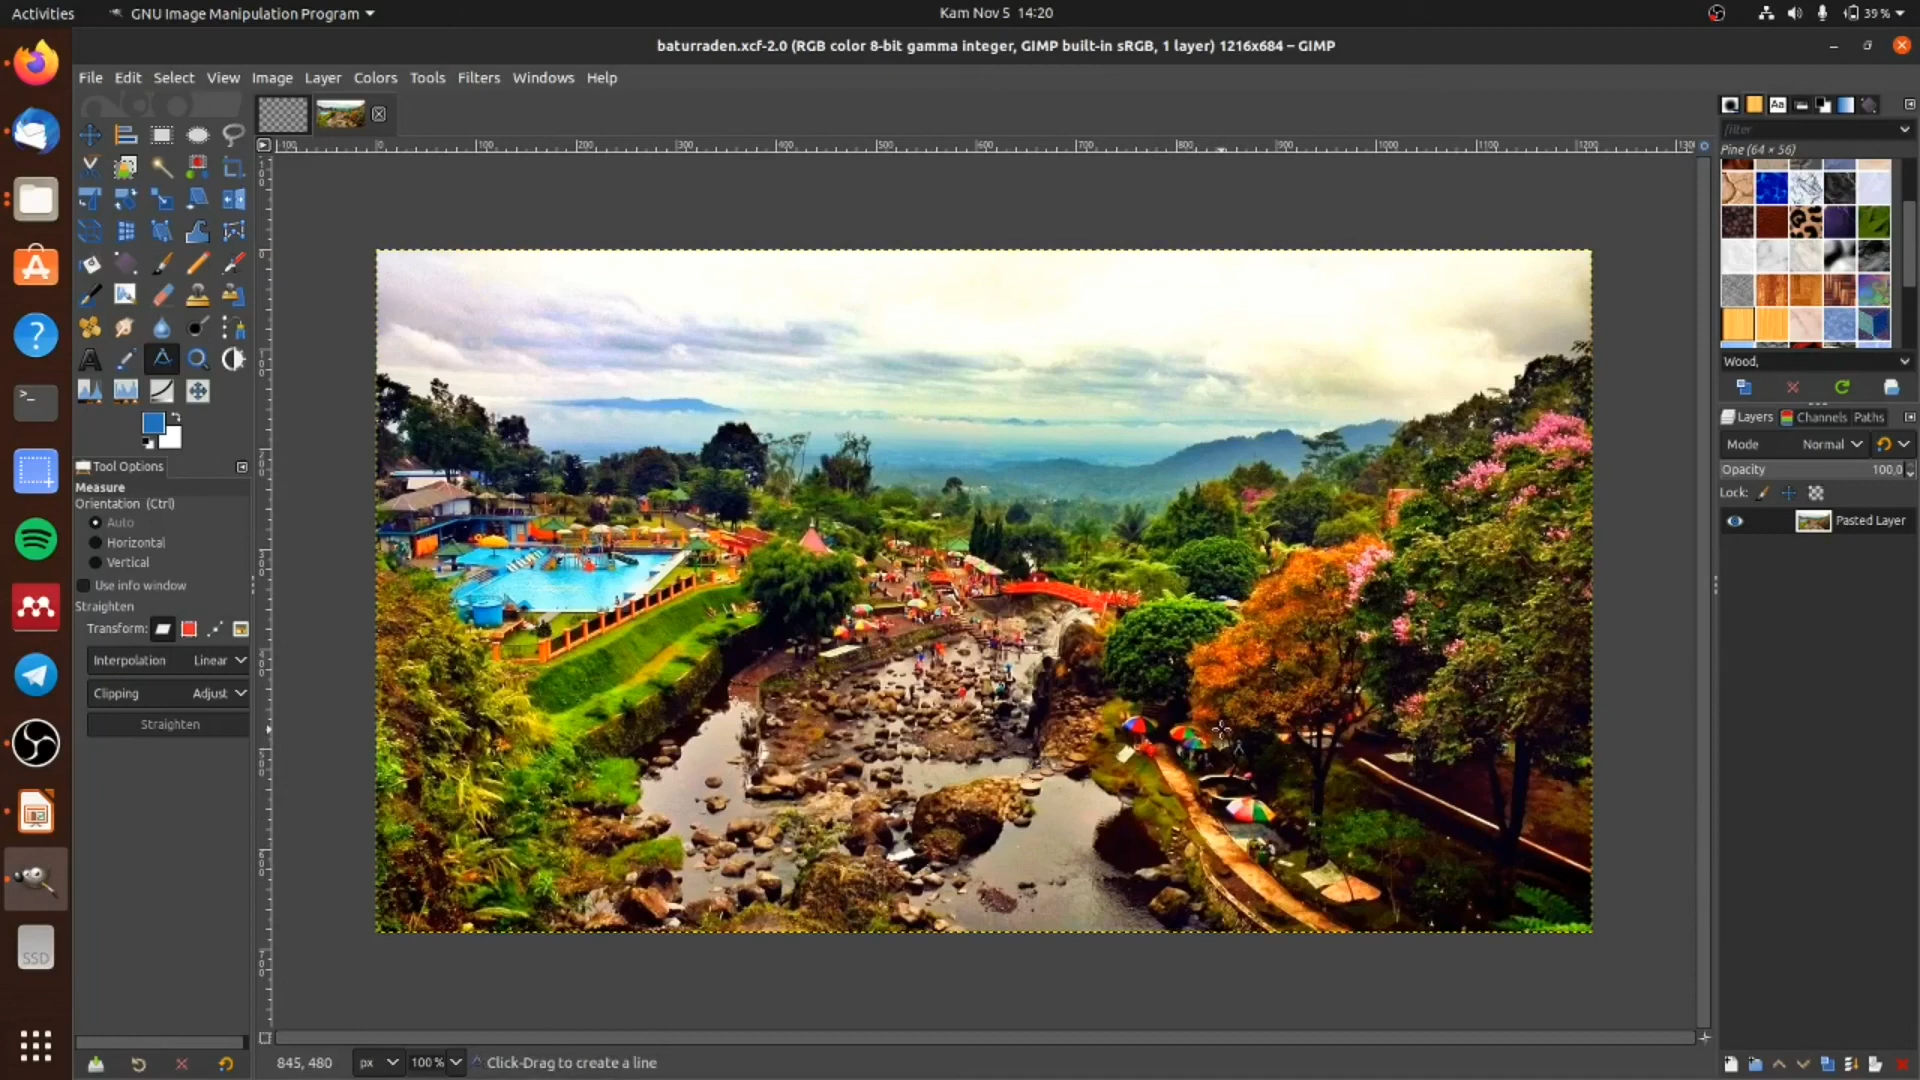 Activities
GNU Image Manipulation Program
Kam Nov 5 14:20
39 %
baturraden.xcf-2.0 (RGB color 8-bit gamma integer, GIMP built-in sRGB, 1 layer) 1216x684 – GIMP
File Edit Select View Image Layer Colors Tools Filters Windows Help
filter
Pine (64 × 56)
Wood,
Tool Options
Measure
Orientation (Ctrl)
Auto
Horizontal
Vertical
Use info window
Straighten
Transform:
Interpolation Linear
Clipping Adjust
Straighten
Layers Channels Paths
Mode Normal
Opacity 100,0
Lock:
Pasted Layer
SSD
845, 480 px 100 % Click-Drag to create a line